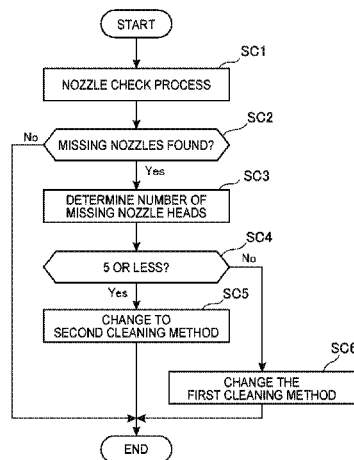 START
SC1
NOZZLE CHECK PROCESS
SC2
No
MISSING NOZZLES FOUND?
Yes
SC3
DETERMINE NUMBER OF
MISSING NOZZLE HEADS
SC4
5 OR LESS?
No
Yes
SC5
CHANGE TO
SECOND CLEANING METHOD
SC6
CHANGE THE
FIRST CLEANING METHOD
END